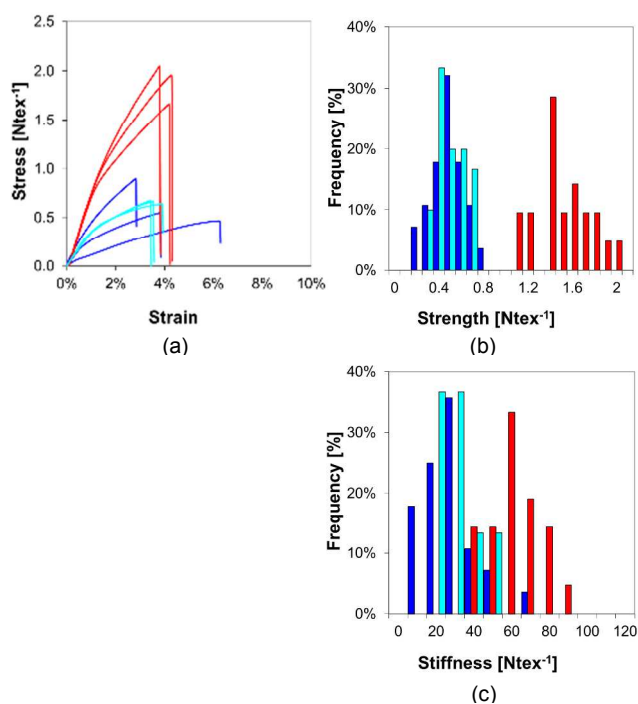 2.5
2.0
1.5
1.0
0.5
0.0
Stress [Ntex-1]
0% 2% 4% 6% 8% 10%
Strain
(a)
40%
30%
20%
10%
0%
Frequency [%]
0 0.4 0.8 1.2 1.6 2
Strength [Ntex-1]
(b)
40%
30%
20%
10%
0%
Frequency [%]
0 20 40 60 80 100 120
Stiffness [Ntex-1]
(c)